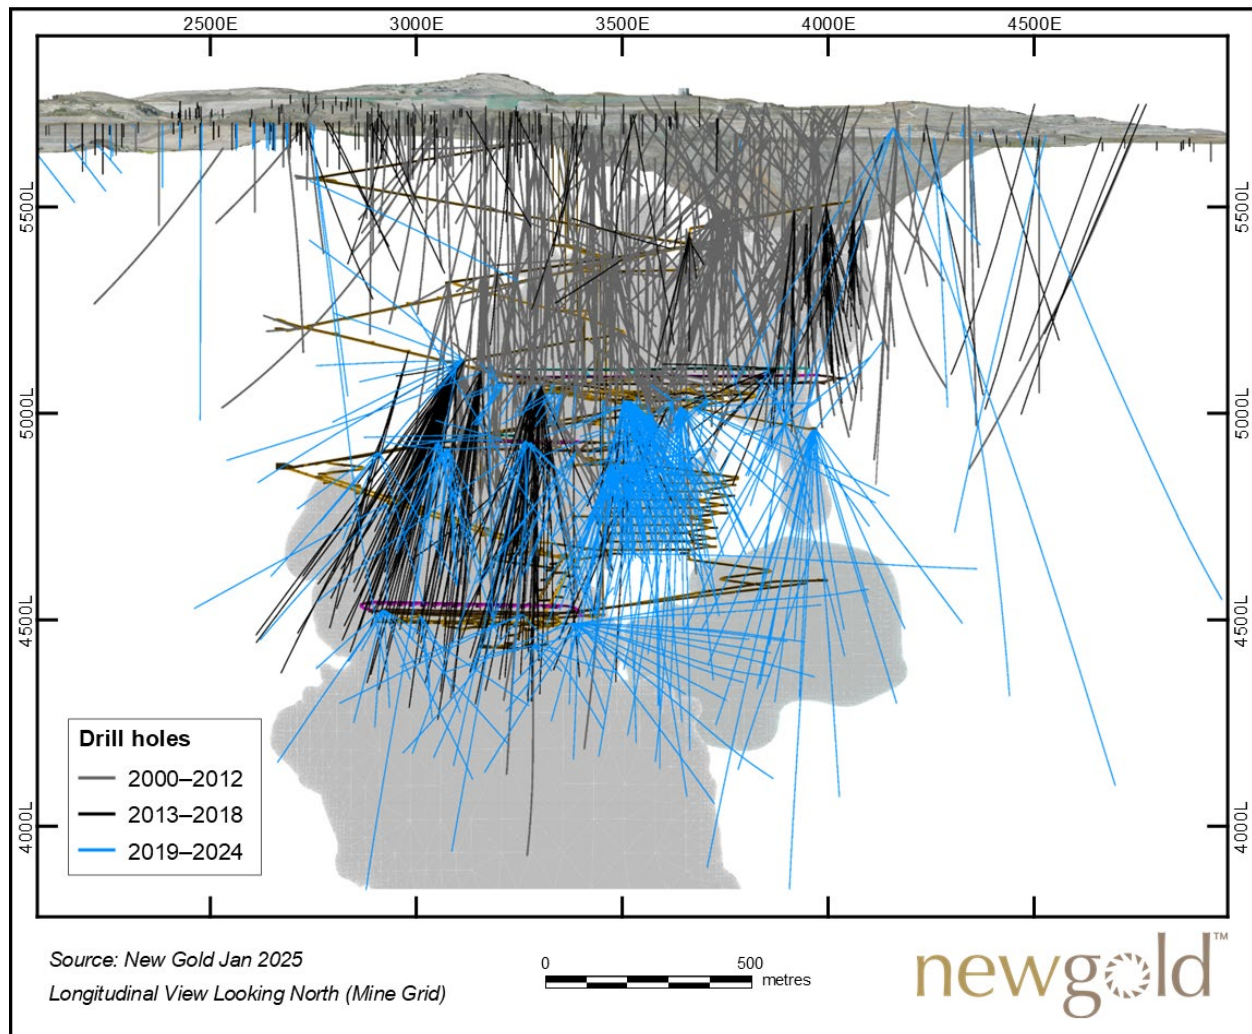 2500E 3000E 3500E 4000E 4500E
5500L 5500L
5000L 5000L
4500L 4500L
4000L 4000L
Drill holes
2000–2012
2013–2018
2019–2024
Source: New Gold Jan 2025
Longitudinal View Looking North (Mine Grid)
0 500
metres
newgold™